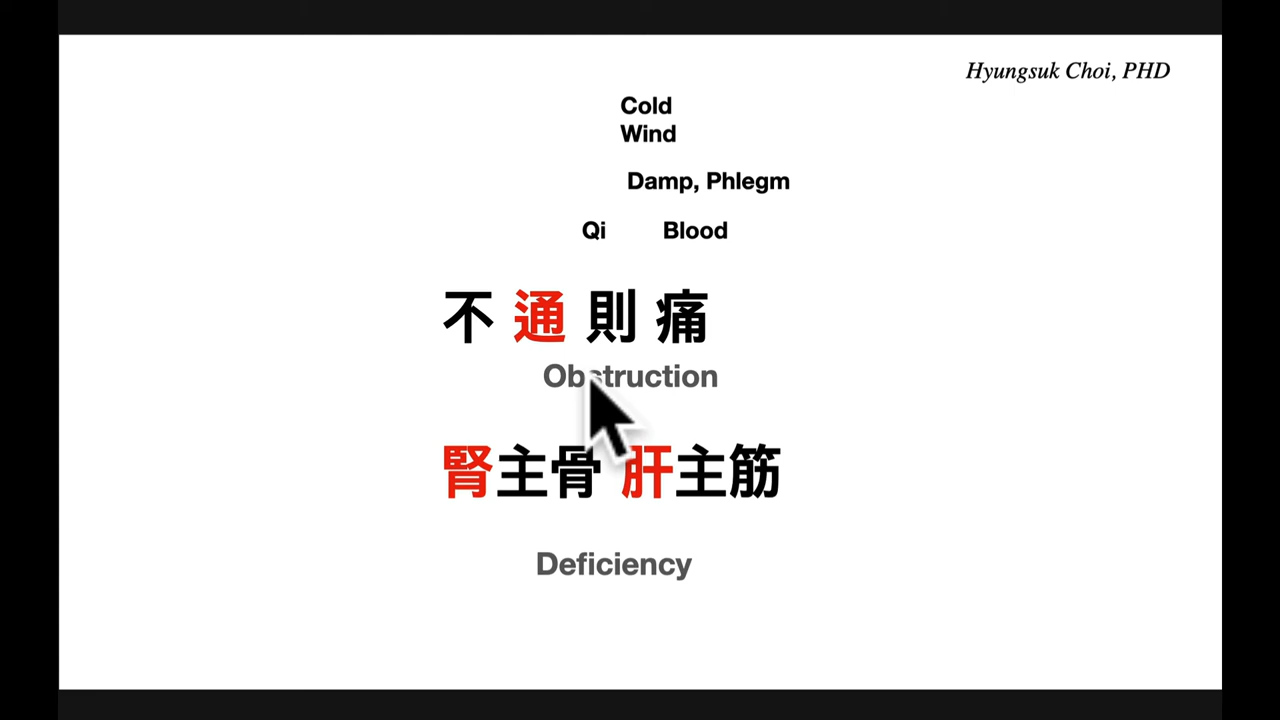 Hyungsuk Choi, PHD
Cold
Wind
Damp, Phlegm
Qi Blood
不 通 則 痛
Obstruction
腎主骨 肝主筋
Deficiency